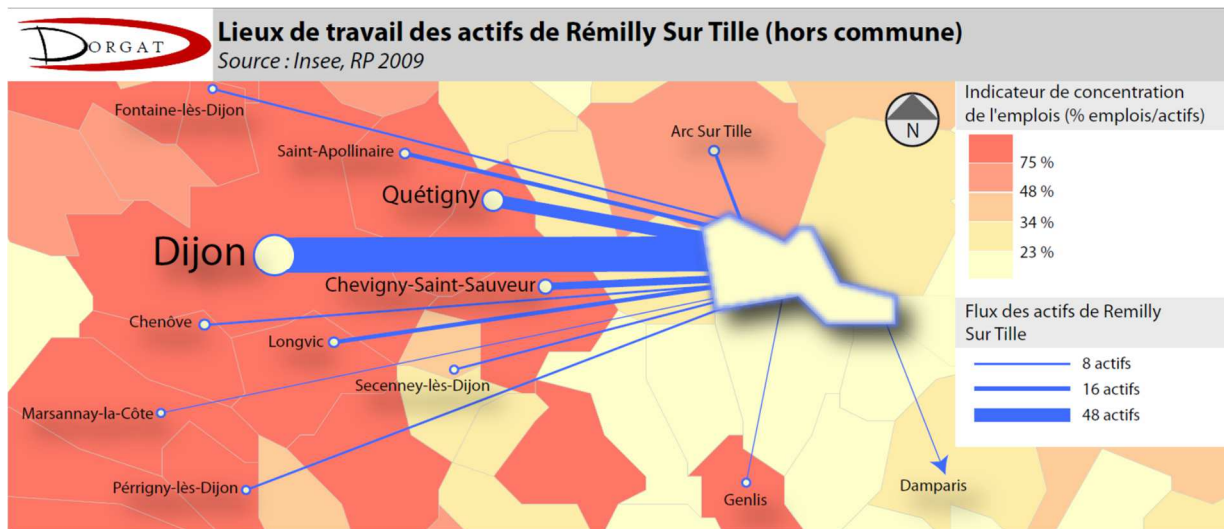 DORGAT
Lieux de travail des actifs de Rémilly Sur Tille (hors commune)
Source : Insee, RP 2009
Fontaine-lès-Dijon
Saint-Apollinaire
Arc Sur Tille
Quétigny
Dijon
Chevigny-Saint-Sauveur
Chenôve
Longvic
Secenney-lès-Dijon
Marsannay-la-Côte
Pérrigny-lès-Dijon
Genlis
Damparis
N
Indicateur de concentration
de l'emploi (% emplois/actifs)
75 %
48 %
34 %
23 %
Flux des actifs de Remilly
Sur Tille
8 actifs
16 actifs
48 actifs